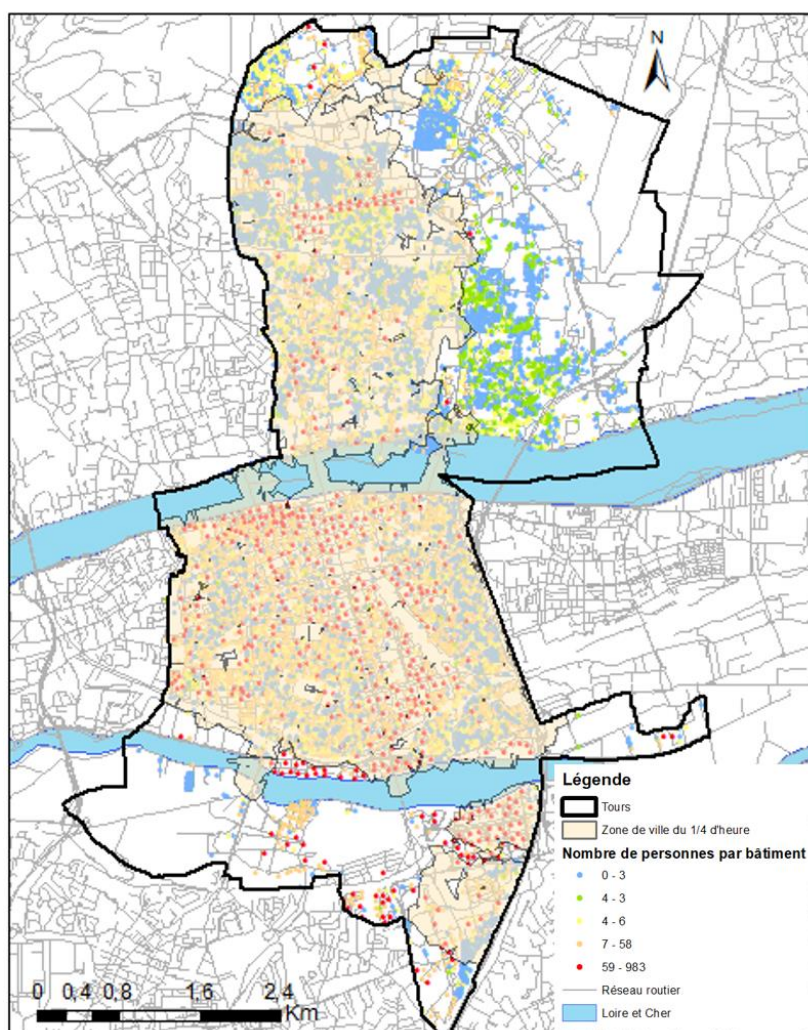 N
0 0,4 0,8 1,6 2,4
Km
Légende
Tours
Zone de ville du 1/4 d'heure
Nombre de personnes par bâtiment
0 - 3
4 - 3
4 - 6
7 - 58
59 - 983
Réseau routier
Loire et Cher